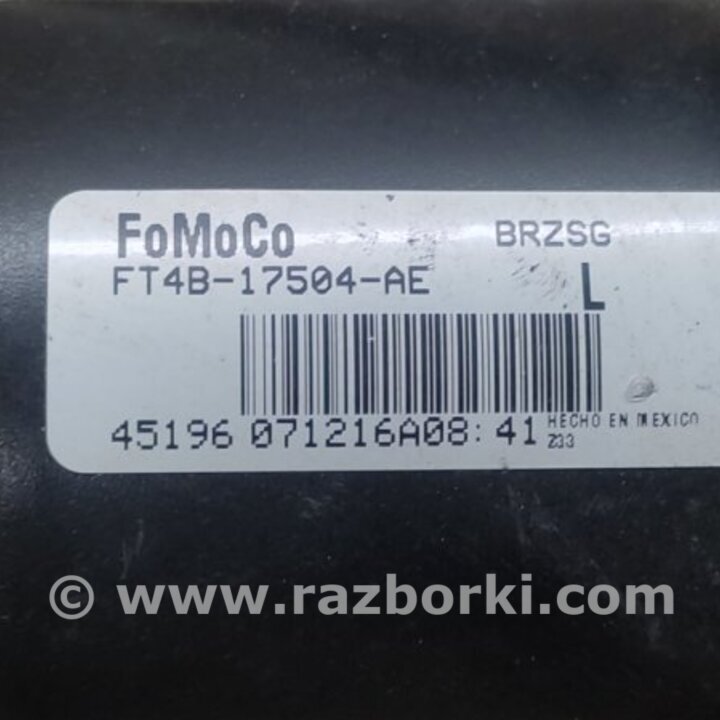 FoMoCo BRZSG
FT4B-17504-AE L
45196 071216A08:41 HECHO EN MEXICO
Z33
© www.razborki.com